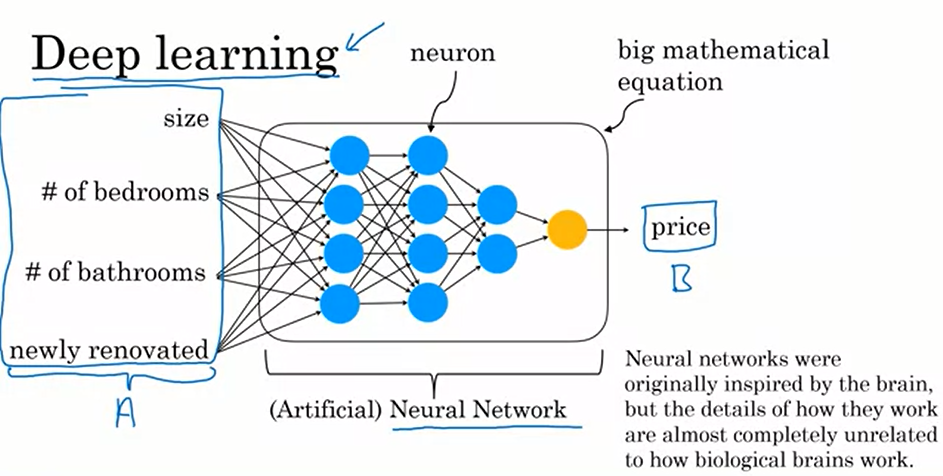 Deep learning
neuron
big mathematical
equation
size
# of bedrooms
# of bathrooms
newly renovated
price
A
B
(Artificial) Neural Network
Neural networks were
originally inspired by the brain,
but the details of how they work
are almost completely unrelated
to how biological brains work.